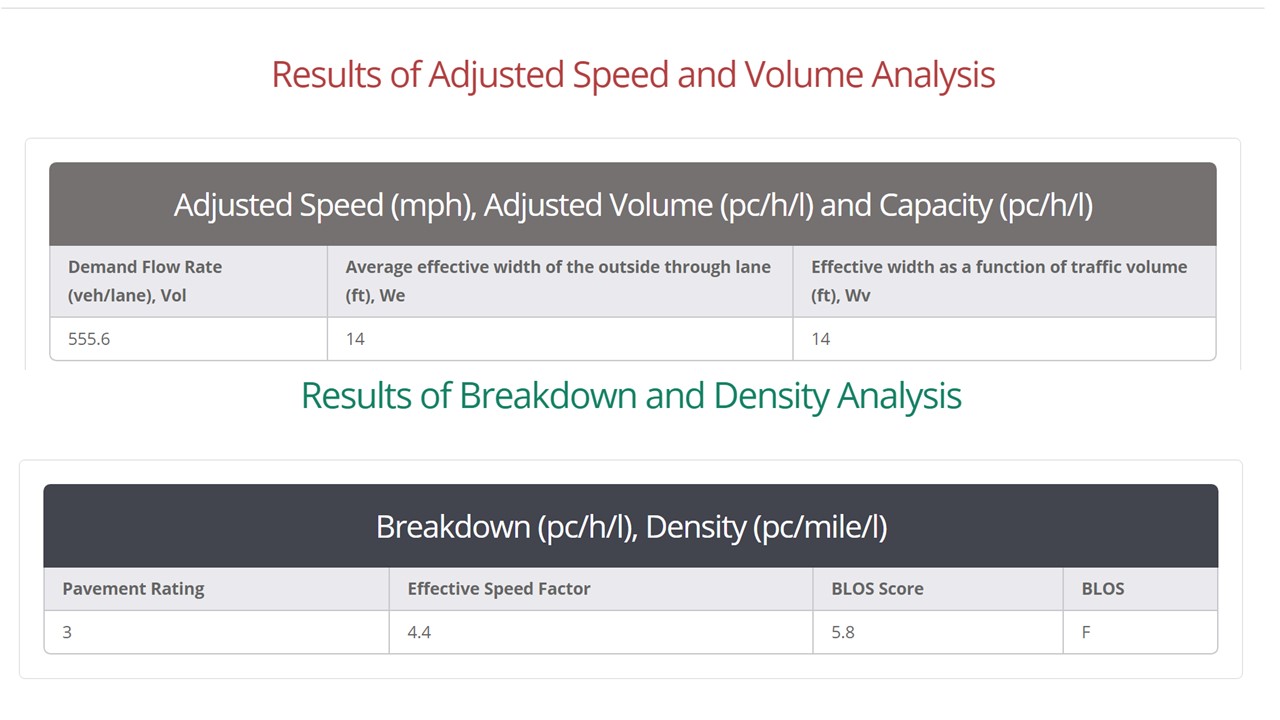 Results of Adjusted Speed and Volume Analysis
Adjusted Speed (mph), Adjusted Volume (pc/h/l) and Capacity (pc/h/l)
Demand Flow Rate (veh/lane), Vol
Average effective width of the outside through lane (ft), We
Effective width as a function of traffic volume (ft), Wv
555.6 14 14
Results of Breakdown and Density Analysis
Breakdown (pc/h/l), Density (pc/mile/l)
Pavement Rating Effective Speed Factor BLOS Score BLOS
3 4.4 5.8 F